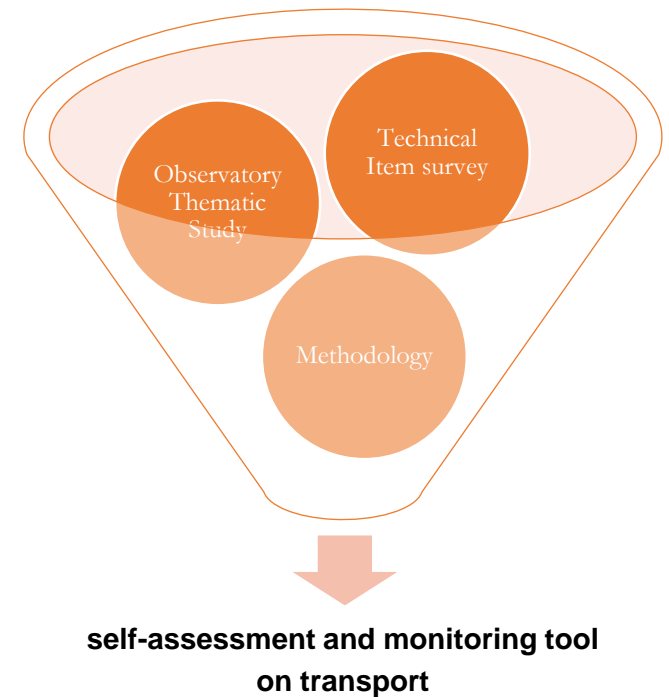 Technical
Item survey
Observatory
Thematic
Study
Methodology
self-assessment and monitoring tool
on transport